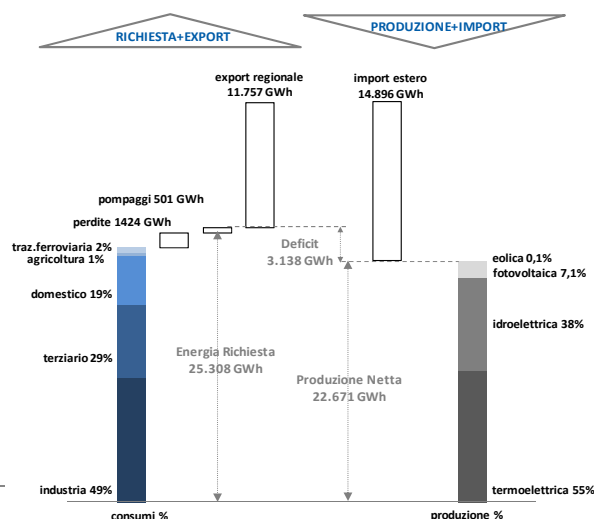 RICHIESTA+EXPORT
PRODUZIONE+IMPORT
export regionale
11.757 GWh
import estero
14.896 GWh
pompaggi 501 GWh
perdite 1424 GWh
traz.ferroviaria 2%
agricoltura 1%
domestico 19%
terziario 29%
industria 49%
consumi %
Deficit
3.138 GWh
Energia Richiesta
25.308 GWh
Produzione Netta
22.671 GWh
eolica 0,1%
fotovoltaica 7,1%
idroelettrica 38%
termoelettrica 55%
produzione %